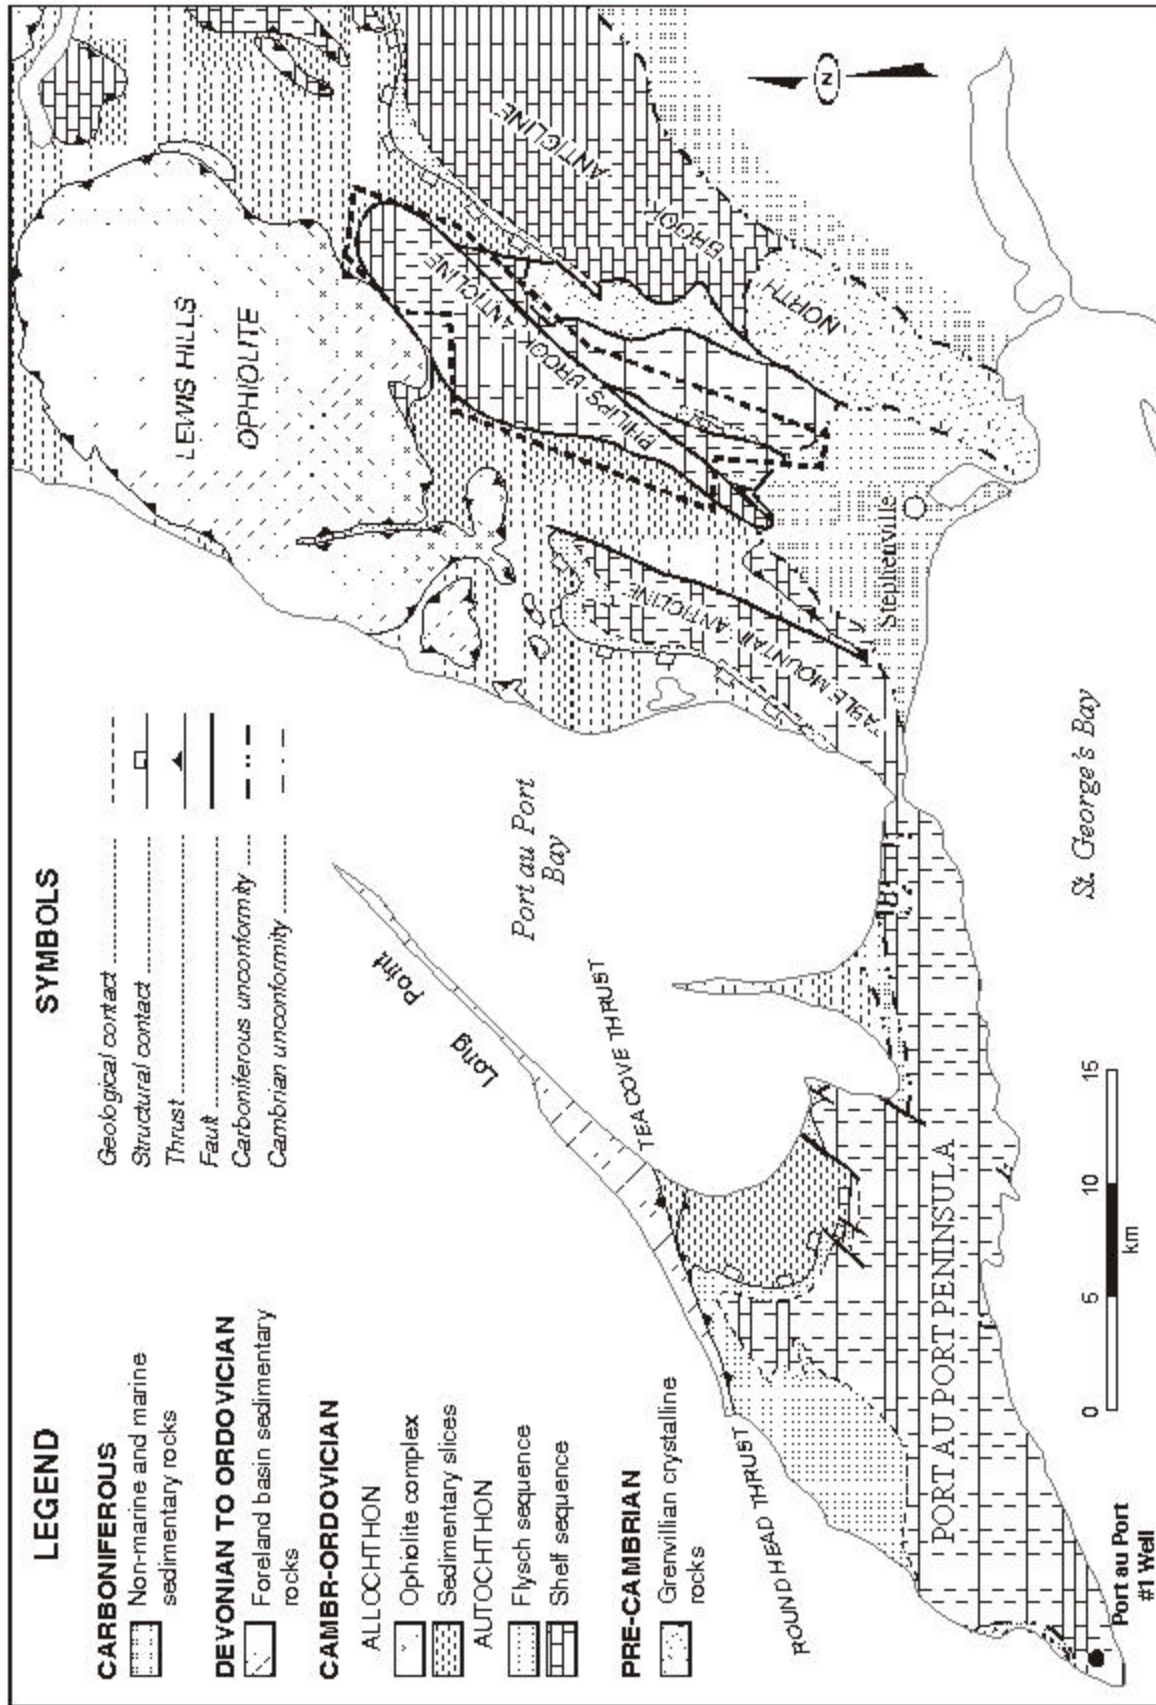 LEGEND
CARBONIFEROUS
Non-marine and marine
sedimentary rocks
DEVONIAN TO ORDOVICIAN
Foreland basin sedimentary
rocks
CAMBR-ORDOVICIAN
ALLOCHTHON
Ophiolite complex
Sedimentary slices
AUTOCHTHON
Flysch sequence
Shelf sequence
PRE-CAMBRIAN
Grenvillian crystalline
rocks
SYMBOLS
Geological contact
Structural contact
Thrust
Fault
Carboniferous unconformity
Cambrian unconformity
LEWIS HILLS
OPHIOLITE
PHILIPS BROOK ANTICLINE
NORTH BROOK ANTICLINE
N
TABLE MOUNTAIN ANTICLINE
Stephenville
Port au Port
Bay
Long Point
TEA COVE THRUST
ROUND HEAD THRUST
PORT AU PORT PENINSULA
St. George's Bay
Port au Port
#1 Well
0 5 10 15
km